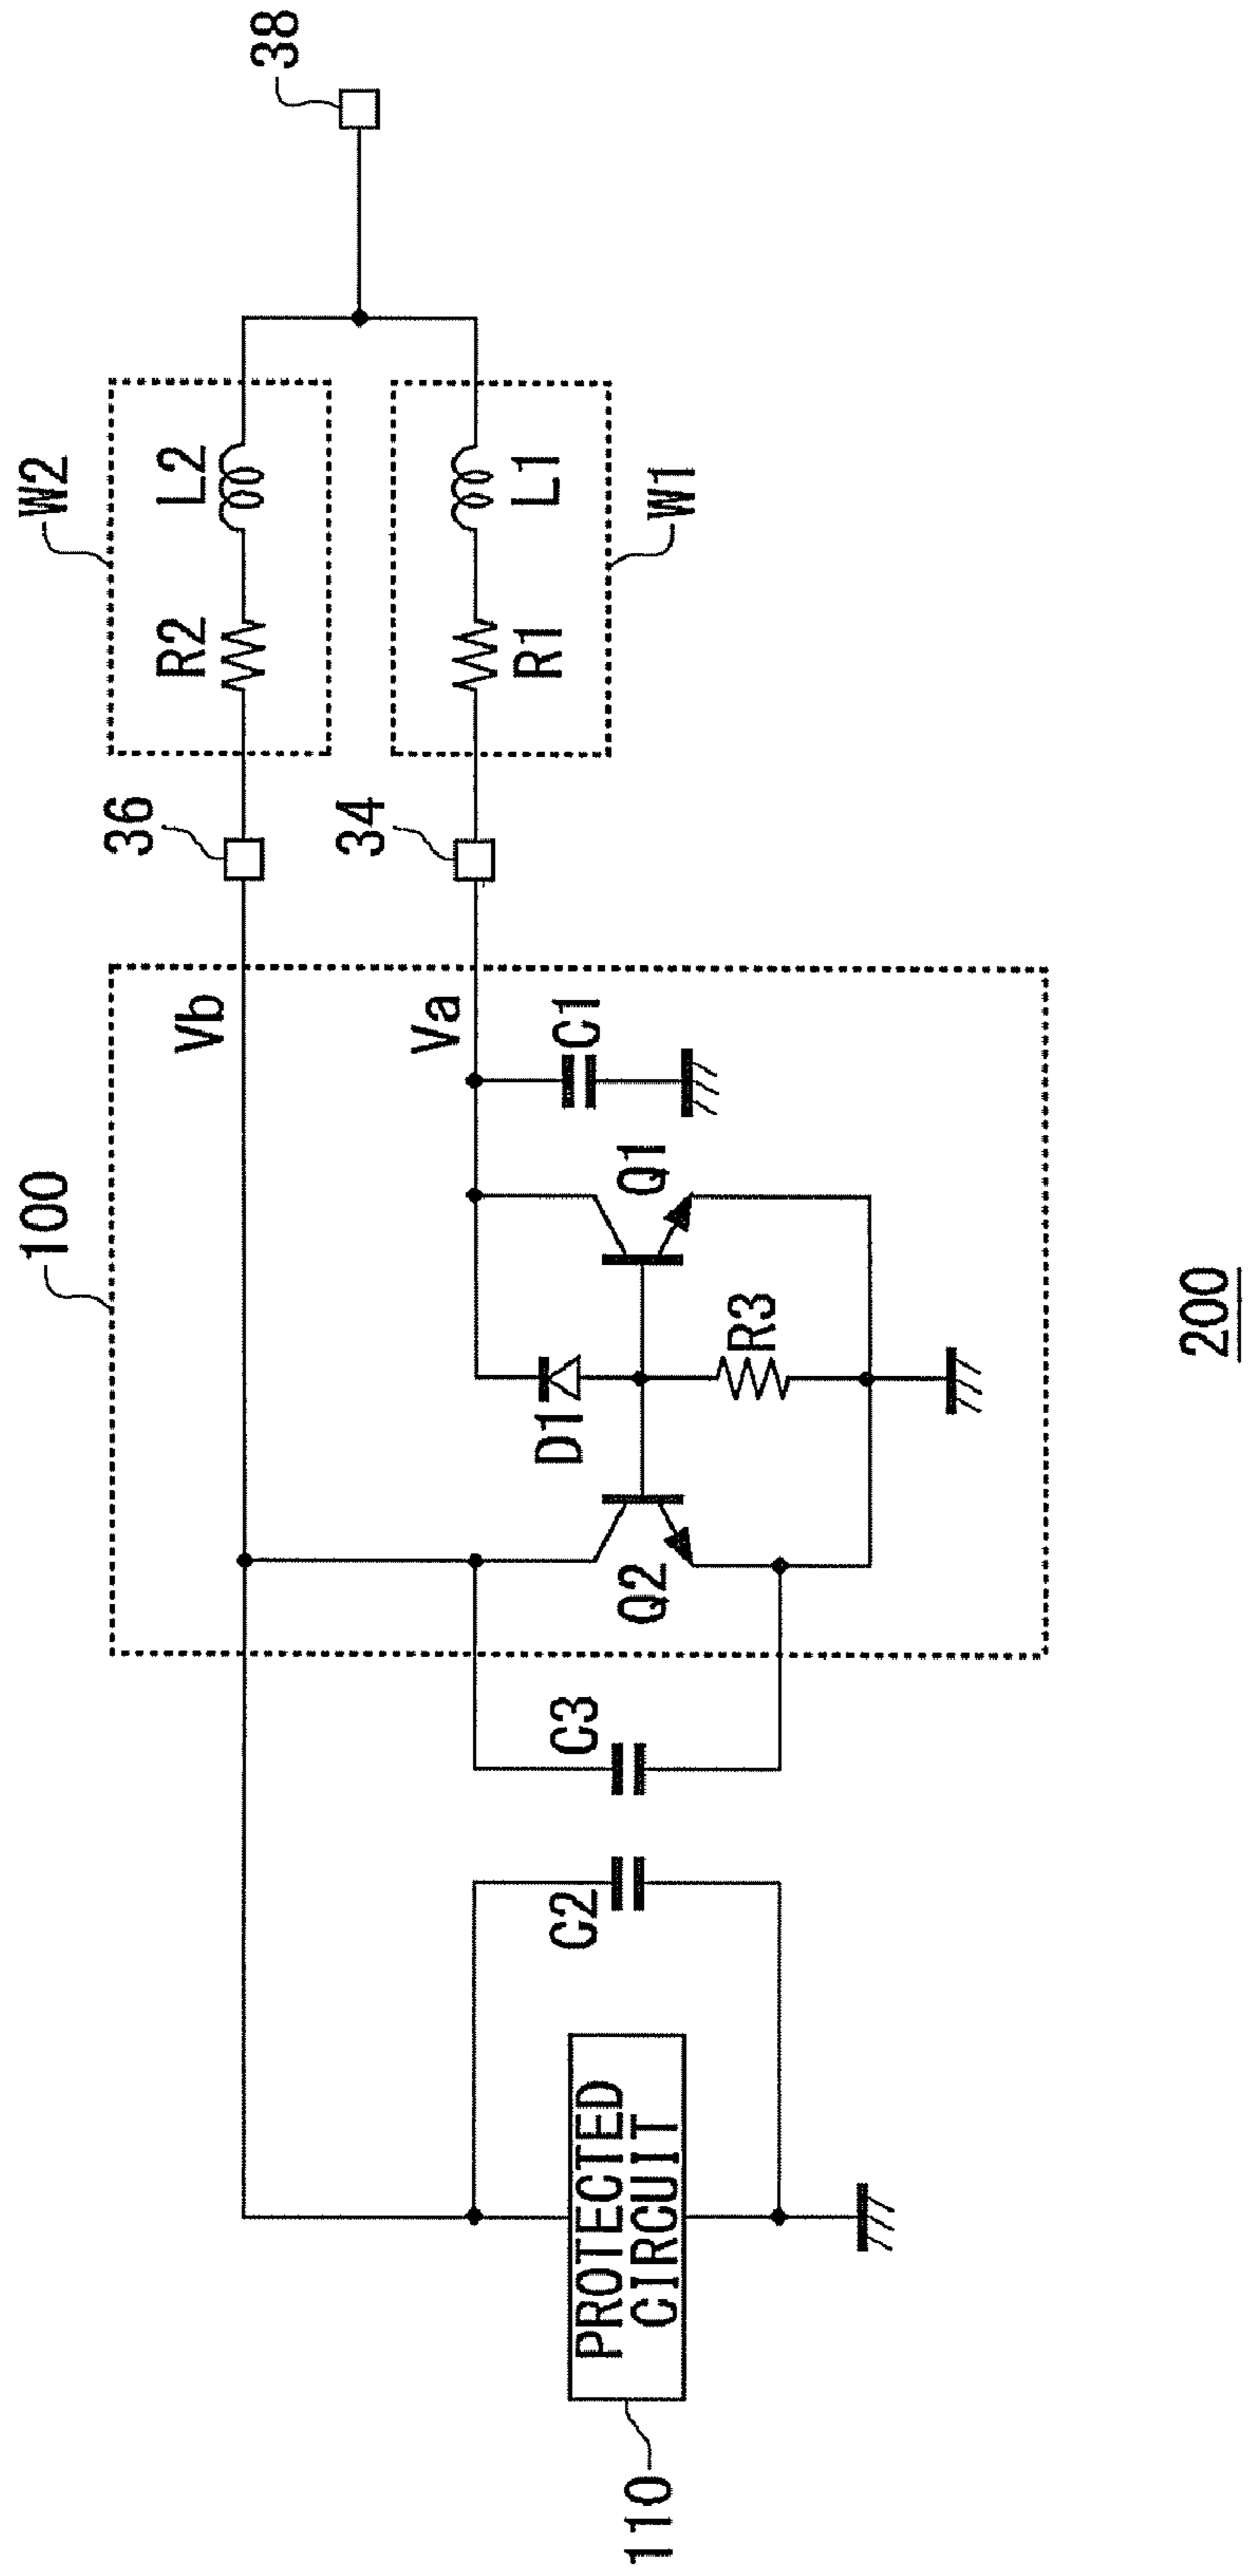 100
W2
36
R2
L2
38
Vb
34
Va
R1
L1
W1
Q2
D1
Q1
C1
R3
C2
C3
PROTECTED
CIRCUIT
110
200